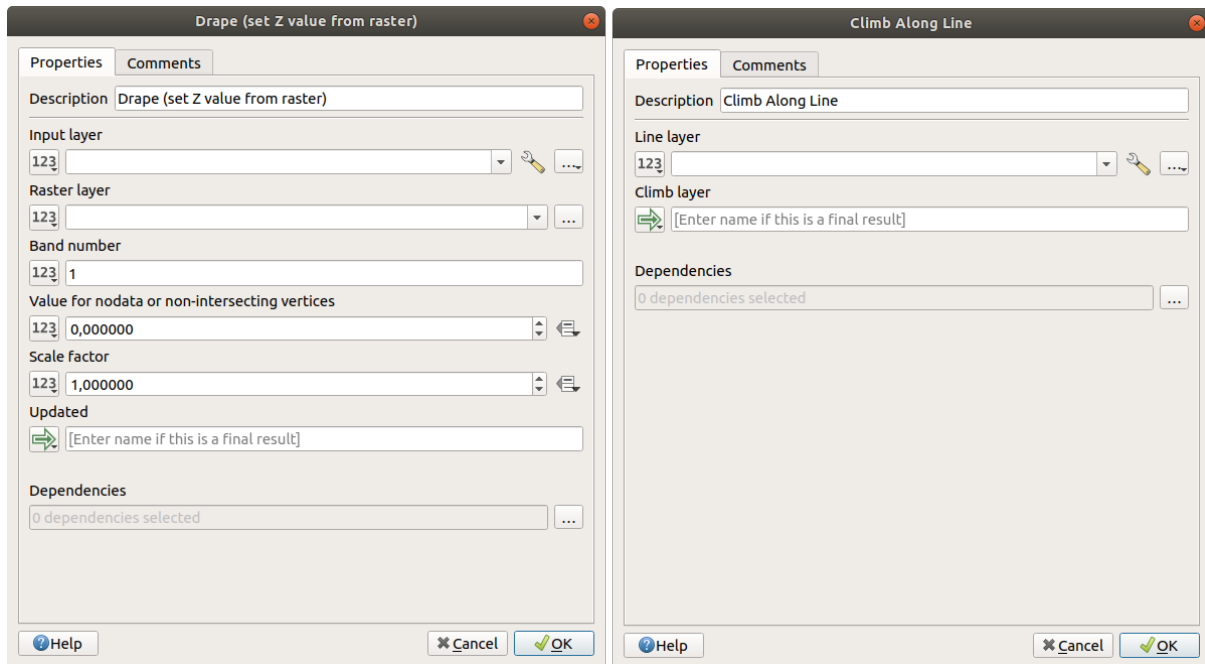 Drape (set Z value from raster)
Properties
Comments
Description Drape (set Z value from raster)
Input layer
123
...
Raster layer
123
...
Band number
123 1
Value for nodata or non-intersecting vertices
123 0,000000
Scale factor
123 1,000000
Updated
[Enter name if this is a final result]
Dependencies
0 dependencies selected
...
Help
Cancel
OK
Climb Along Line
Properties
Comments
Description Climb Along Line
Line layer
123
...
Climb layer
[Enter name if this is a final result]
Dependencies
0 dependencies selected
...
Help
Cancel
OK